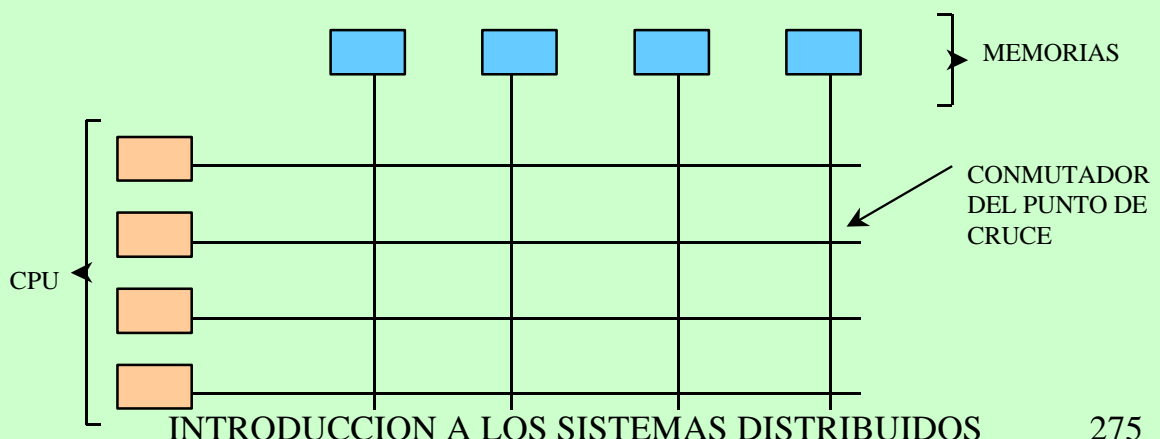 MEMORIAS
CONMUTADOR
DEL PUNTO DE
CRUCE
CPU
INTRODUCCION A LOS SISTEMAS DISTRIBUIDOS 275